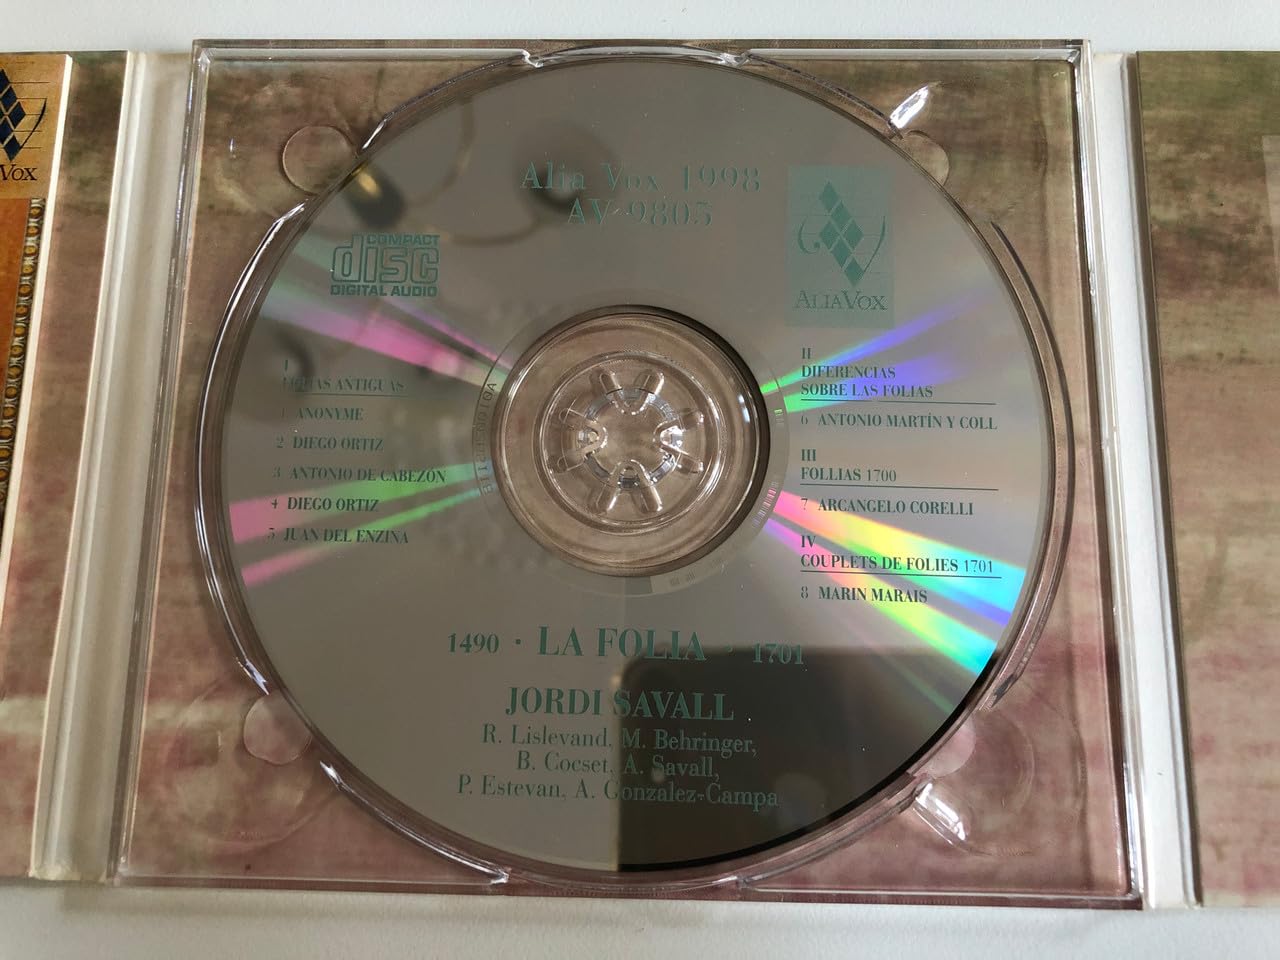 Vox
Alia Vox 1998
AV 9805
COMPACT
disc
DIGITAL AUDIO
ALIAVOX
I
FOLIAS ANTIGUAS
1 ANONYME
2 DIEGO ORTIZ
3 ANTONIO DE CABEZÓN
4 DIEGO ORTIZ
5 JUAN DEL ENZINA
II
DIFERENCIAS
SOBRE LAS FOLIAS
6 ANTONIO MARTÍN Y COLL
III
FOLLIAS 1700
7 ARCANGELO CORELLI
IV
COUPLETS DE FOLIES 1701
8 MARIN MARAIS
1490 · LA FOLIA · 1701
JORDI SAVALL
R. Lislevand, M. Behringer,
B. Cocset, A. Savall,
P. Estevan, A. Gonzalez-Campa